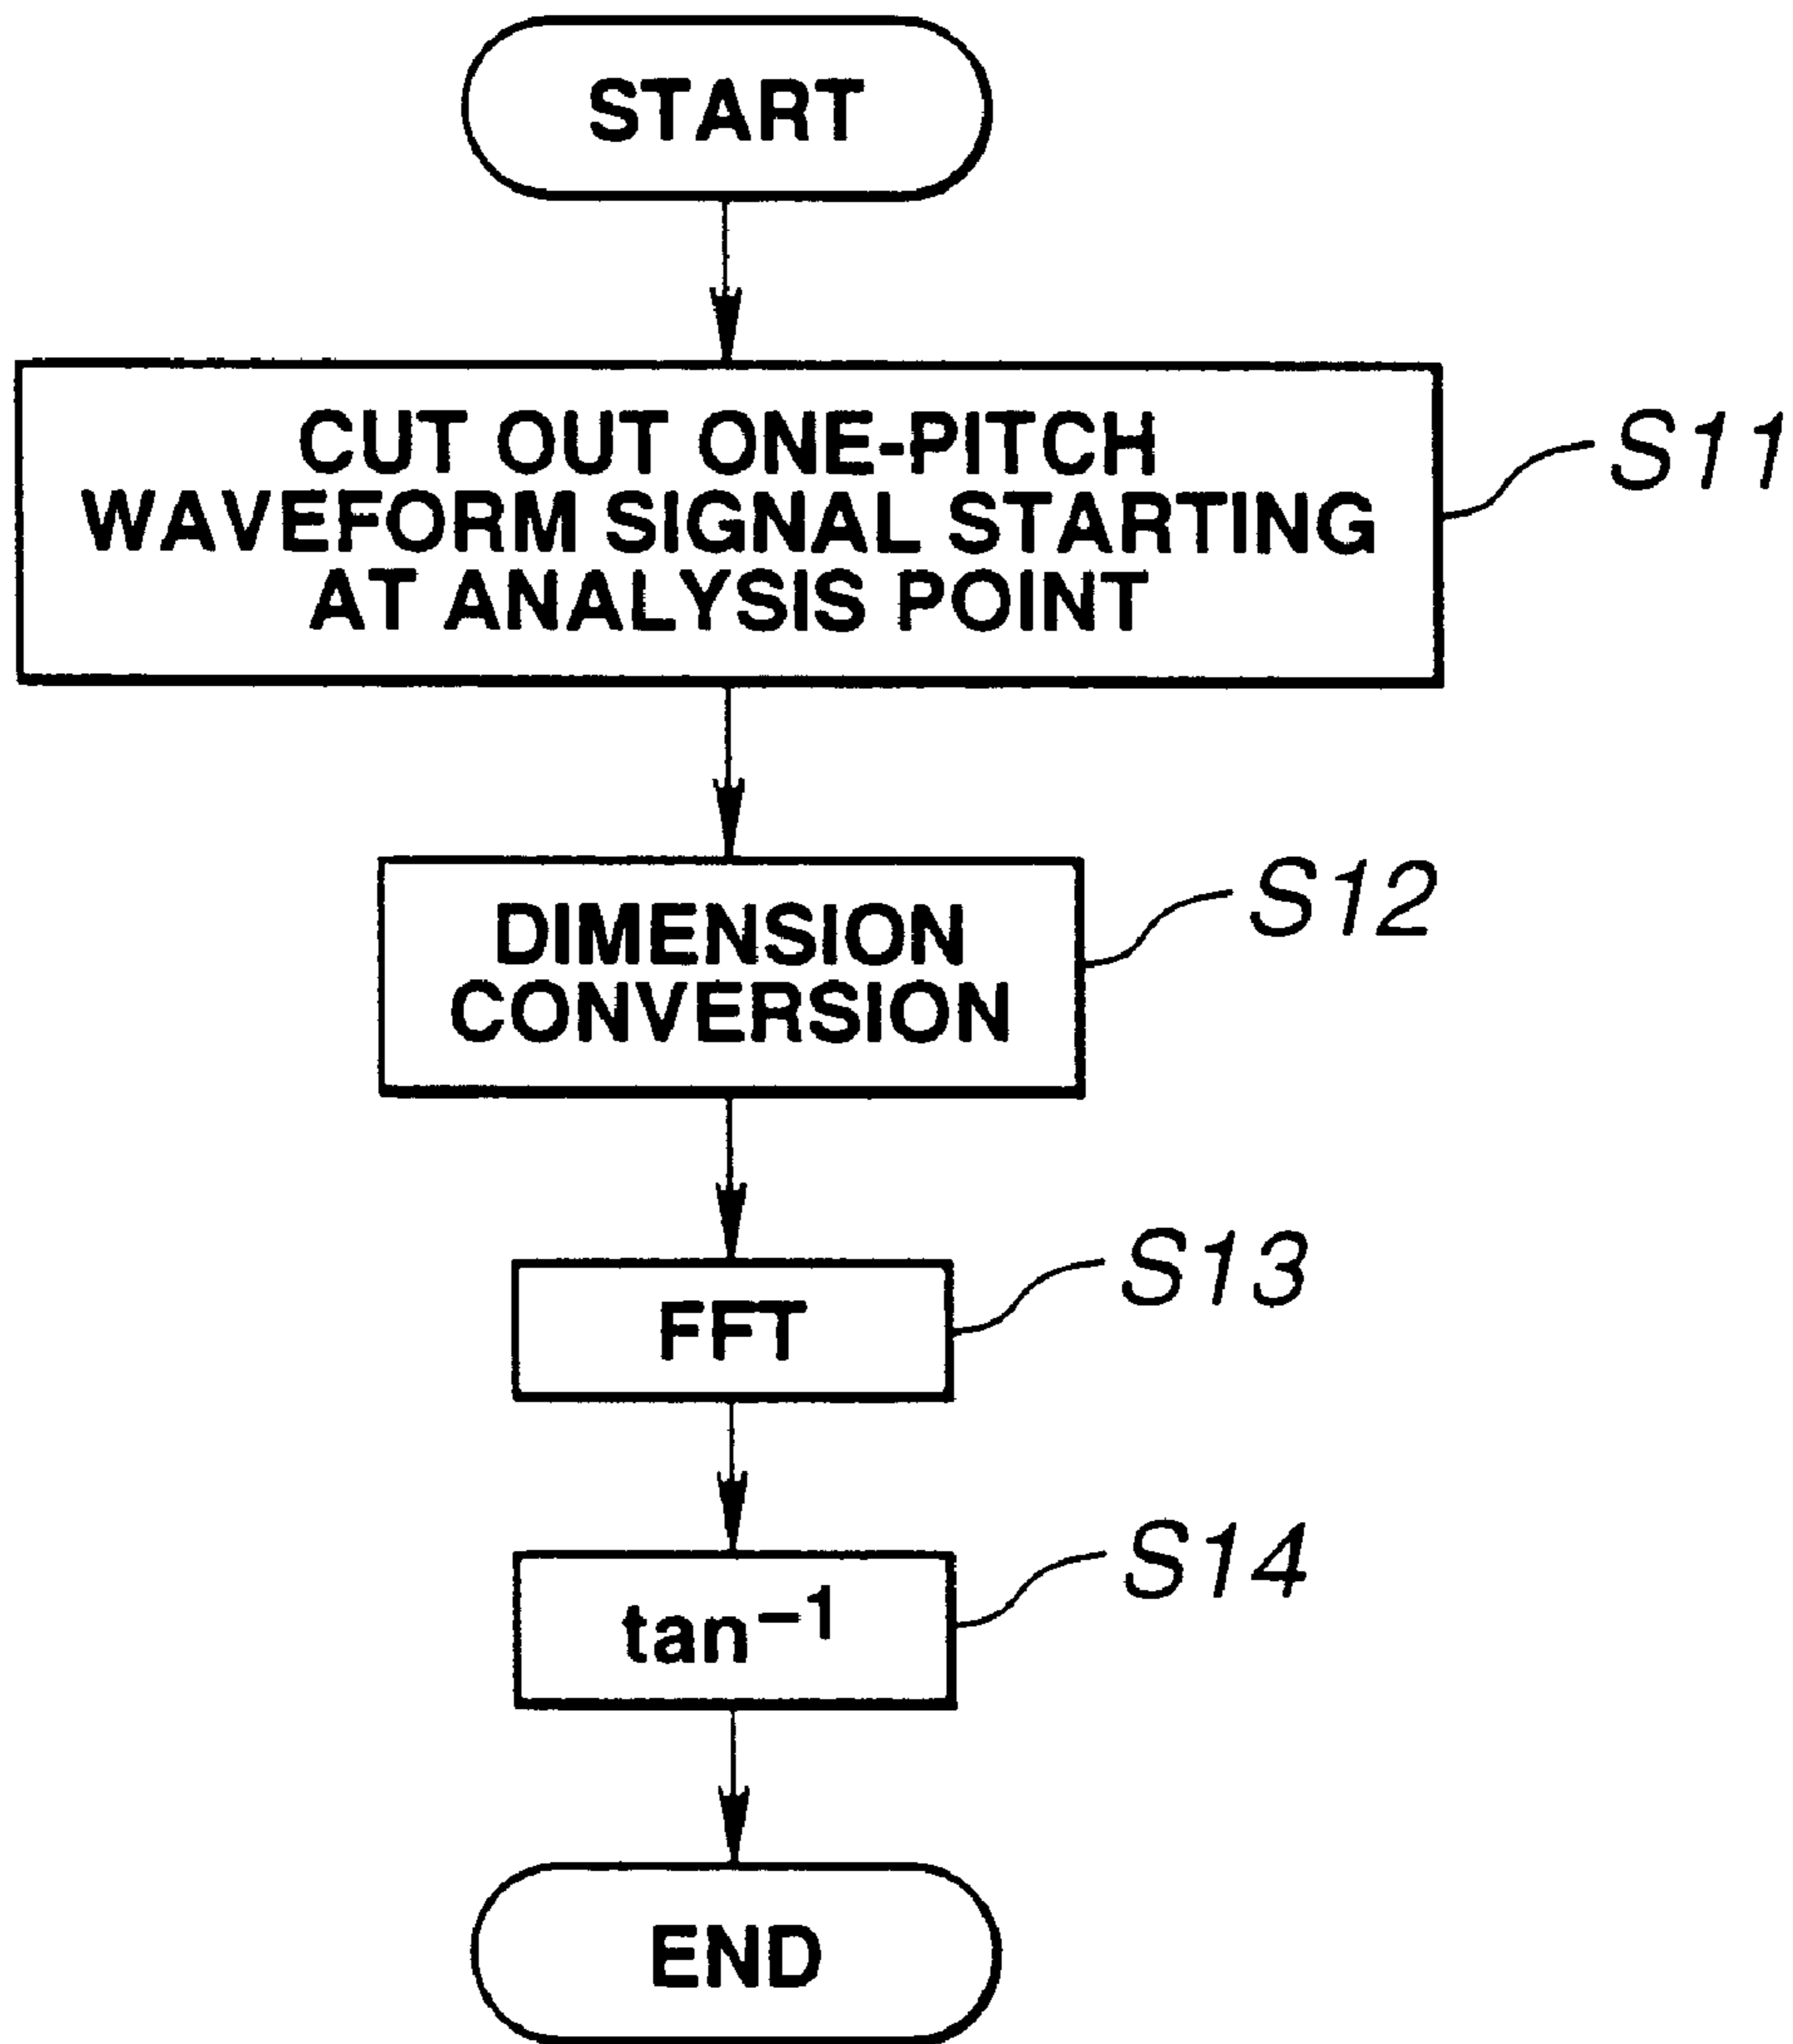 START
CUT OUT ONE-PITCH
WAVEFORM SIGNAL STARTING
AT ANALYSIS POINT
S11
DIMENSION
CONVERSION
S12
FFT
S13
tan⁻¹
S14
END